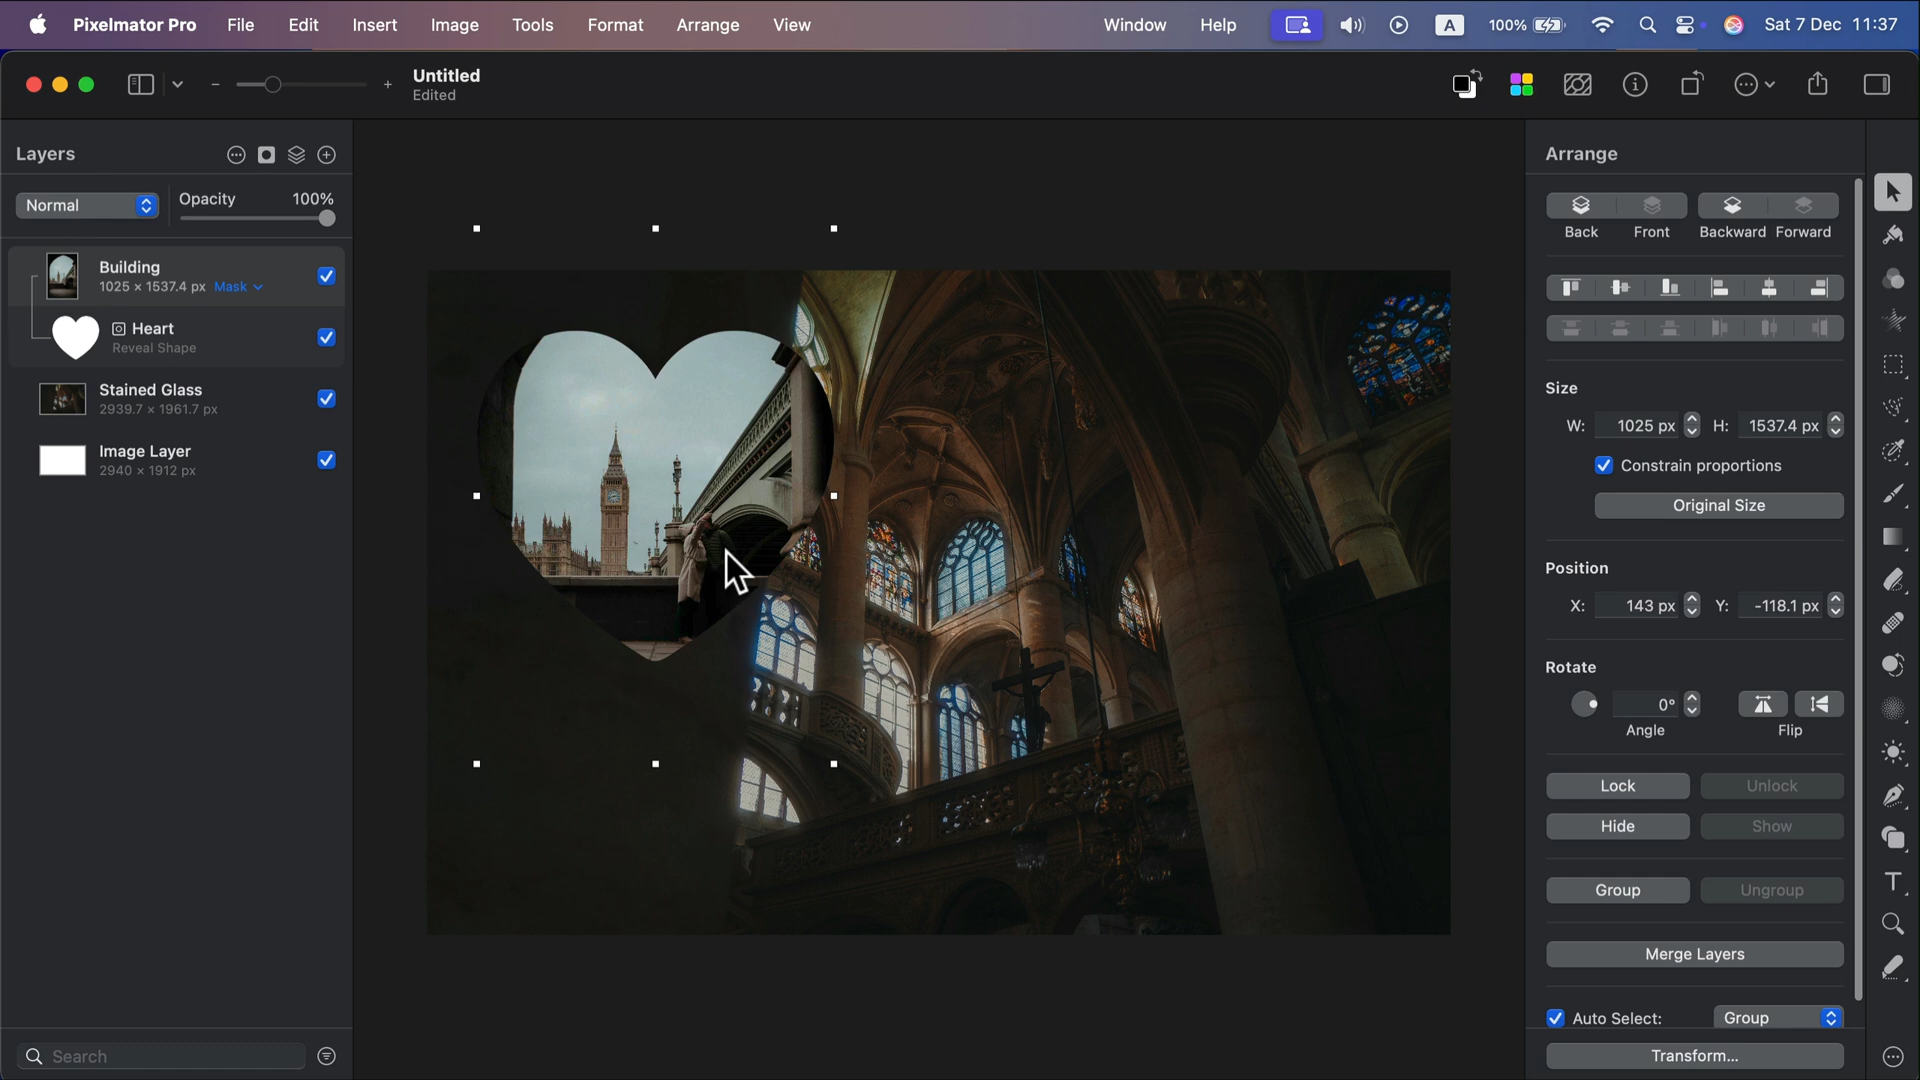 Pixelmator Pro File Edit Insert Image Tools Format Arrange View Window Help A 100% Sat 7 Dec 11:37
Untitled
Edited
Layers
Normal Opacity 100%
Building
1025 × 1537.4 px Mask
Heart
Reveal Shape
Stained Glass
2939.7 × 1961.7 px
Image Layer
2940 × 1912 px
Search
Arrange
Back Front Backward Forward
Size
W: 1025 px H: 1537.4 px
Constrain proportions
Original Size
Position
X: 143 px Y: -118.1 px
Rotate
0°
Angle Flip
Lock Unlock
Hide Show
Group Ungroup
Merge Layers
Auto Select: Group
Transform...